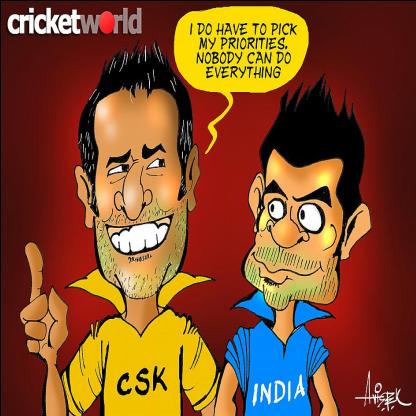 cricketworld
I DO HAVE TO PICK
MY PRIORITIES.
NOBODY CAN DO
EVERYTHING
CSK
INDIA